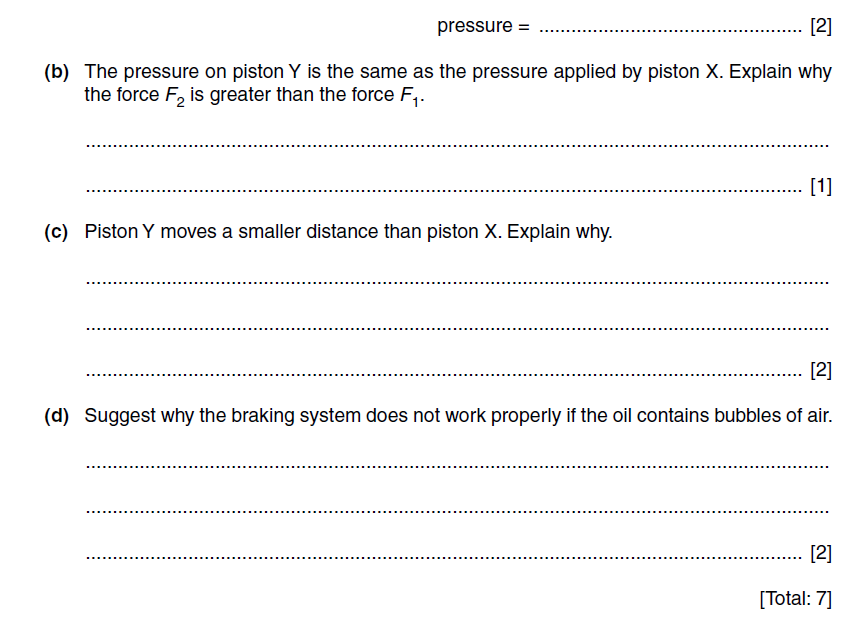 pressure = .................................................. [2]
(b) The pressure on piston Y is the same as the pressure applied by piston X. Explain why
the force F2 is greater than the force F1.
..........................................................................................................................................
..................................................................................................................................... [1]
(c) Piston Y moves a smaller distance than piston X. Explain why.
..........................................................................................................................................
..........................................................................................................................................
..................................................................................................................................... [2]
(d) Suggest why the braking system does not work properly if the oil contains bubbles of air.
..........................................................................................................................................
..........................................................................................................................................
..................................................................................................................................... [2]
[Total: 7]